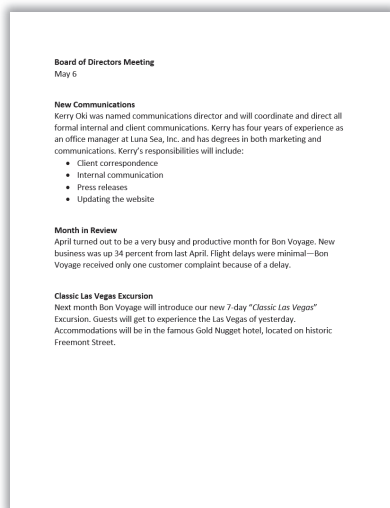 Board of Directors Meeting
May 6
New Communications
Kerry Oki was named communications director and will coordinate and direct all
formal internal and client communications. Kerry has four years of experience as
an office manager at Luna Sea, Inc. and has degrees in both marketing and
communications. Kerry's responsibilities will include:
• Client correspondence
• Internal communication
• Press releases
• Updating the website
Month in Review
April turned out to be a very busy and productive month for Bon Voyage. New
business was up 34 percent from last April. Flight delays were minimal—Bon
Voyage received only one customer complaint because of a delay.
Classic Las Vegas Excursion
Next month Bon Voyage will introduce our new 7-day "Classic Las Vegas"
Excursion. Guests will get to experience the Las Vegas of yesterday.
Accommodations will be in the famous Gold Nugget hotel, located on historic
Freemont Street.